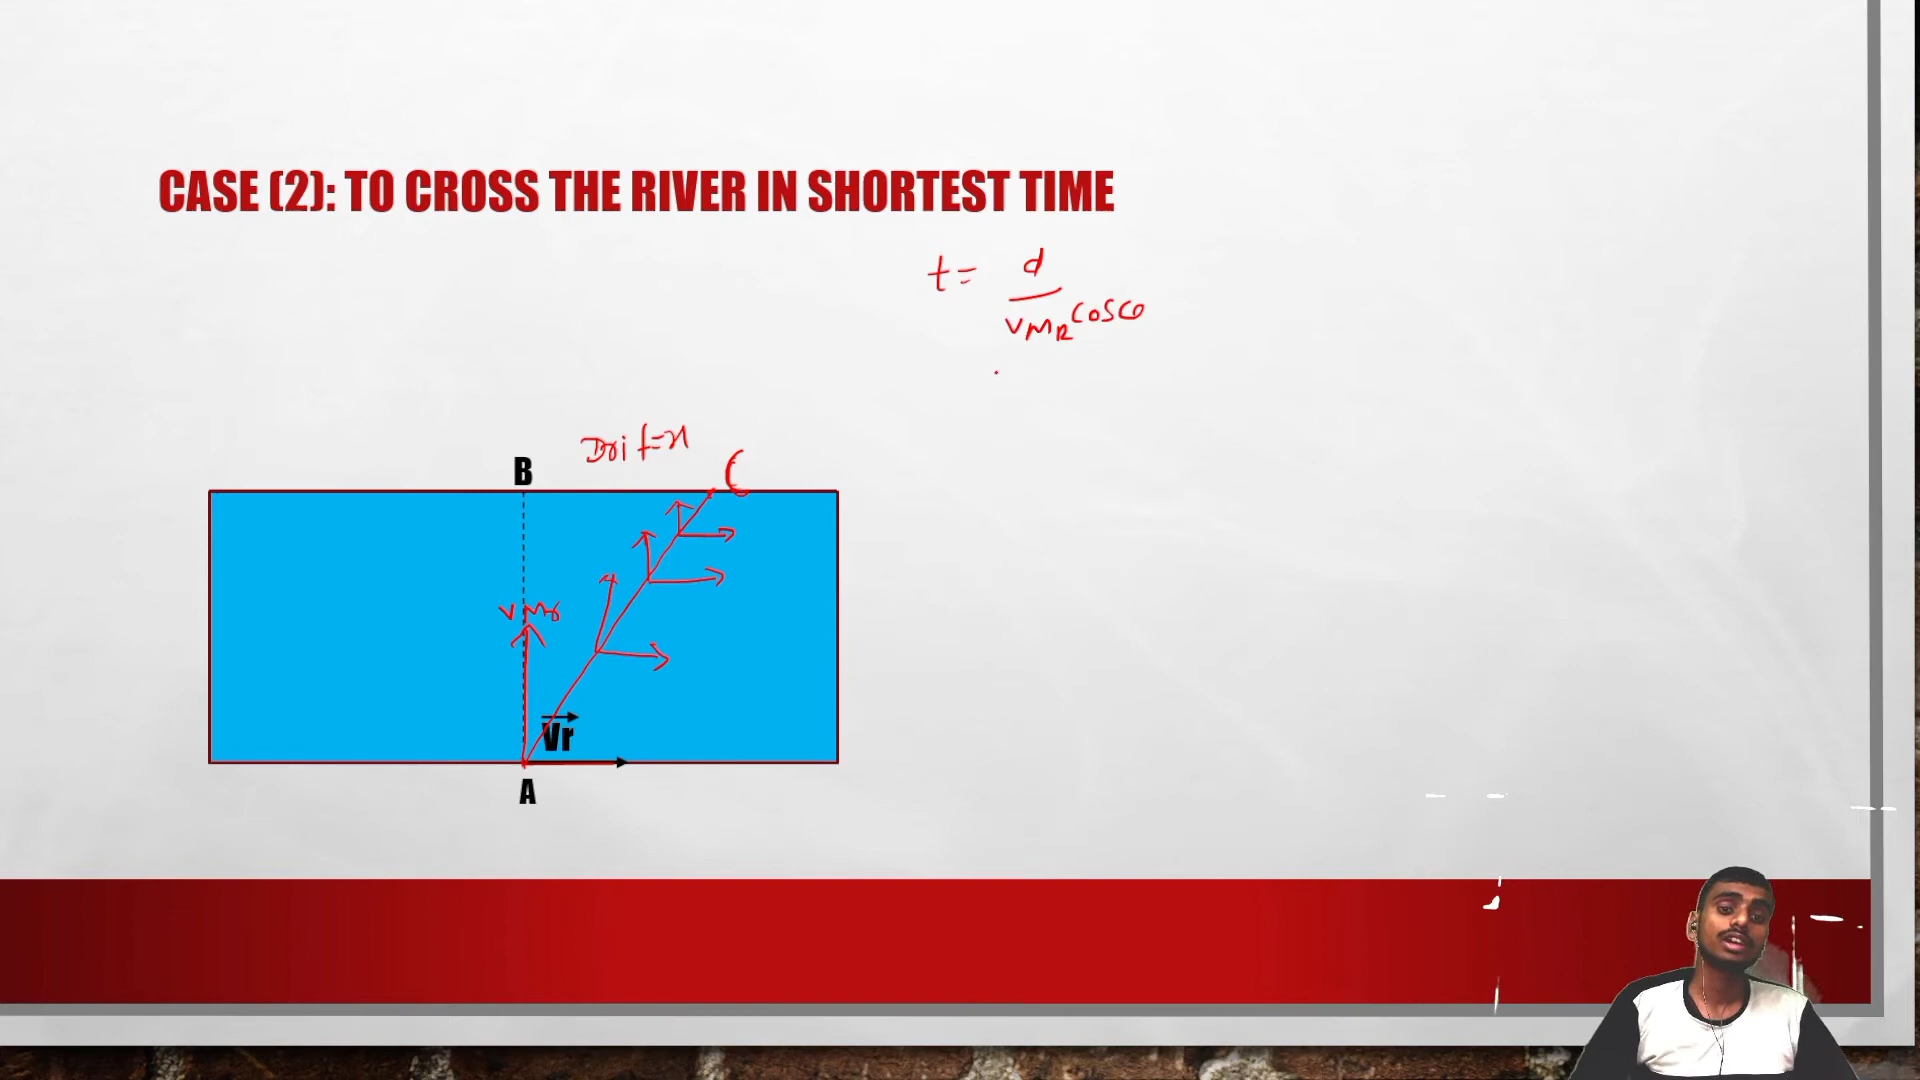 CASE (2): TO CROSS THE RIVER IN SHORTEST TIME
t = d
VMR cosθ
Drift=x
B
C
VMr
Vr
A